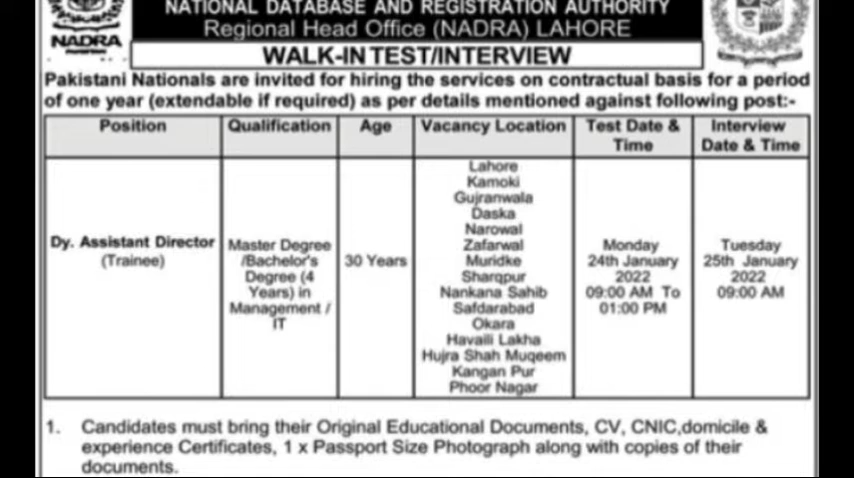 NATIONAL DATABASE AND REGISTRATION AUTHORITY
Regional Head Office (NADRA) LAHORE
NADRA
WALK-IN TEST/INTERVIEW
Pakistani Nationals are invited for hiring the services on contractual basis for a period
of one year (extendable if required) as per details mentioned against following post:-
Position
Qualification
Age
Vacancy Location
Test Date &
Time
Interview
Date & Time
Dy. Assistant Director
(Trainee)
Master Degree
/Bachelor's
Degree (4
Years) in
Management /
IT
30 Years
Lahore
Kamoki
Gujranwala
Daska
Narowal
Zafarwal
Muridke
Sharqpur
Nankana Sahib
Safdarabad
Okara
Havaili Lakha
Hujra Shah Muqeem
Kangan Pur
Phoor Nagar
Monday
24th January
2022
09:00 AM To
01:00 PM
Tuesday
25th January
2022
09:00 AM
1. Candidates must bring their Original Educational Documents, CV, CNIC,domicile &
experience Certificates, 1 x Passport Size Photograph along with copies of their
documents.